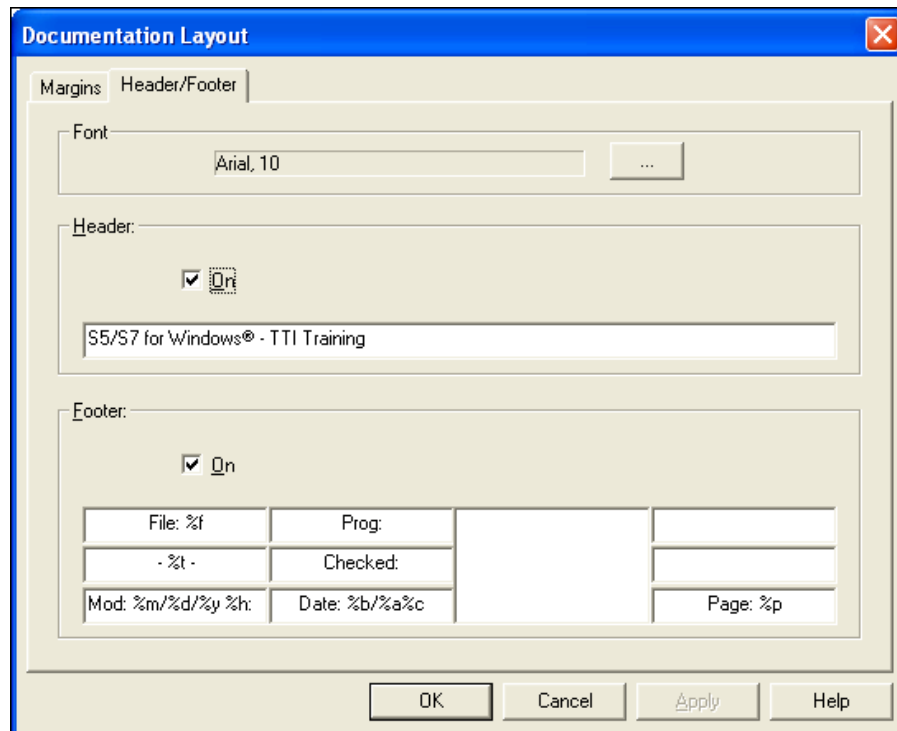 Documentation Layout
Margins Header/Footer
Font
Arial, 10 ...
Header:
On
S5/S7 for Windows® - TTI Training
Footer:
On
File: %f Prog:
- %t - Checked:
Mod: %m/%d/%y %h: Date: %b/%a%c Page: %p
OK Cancel Apply Help